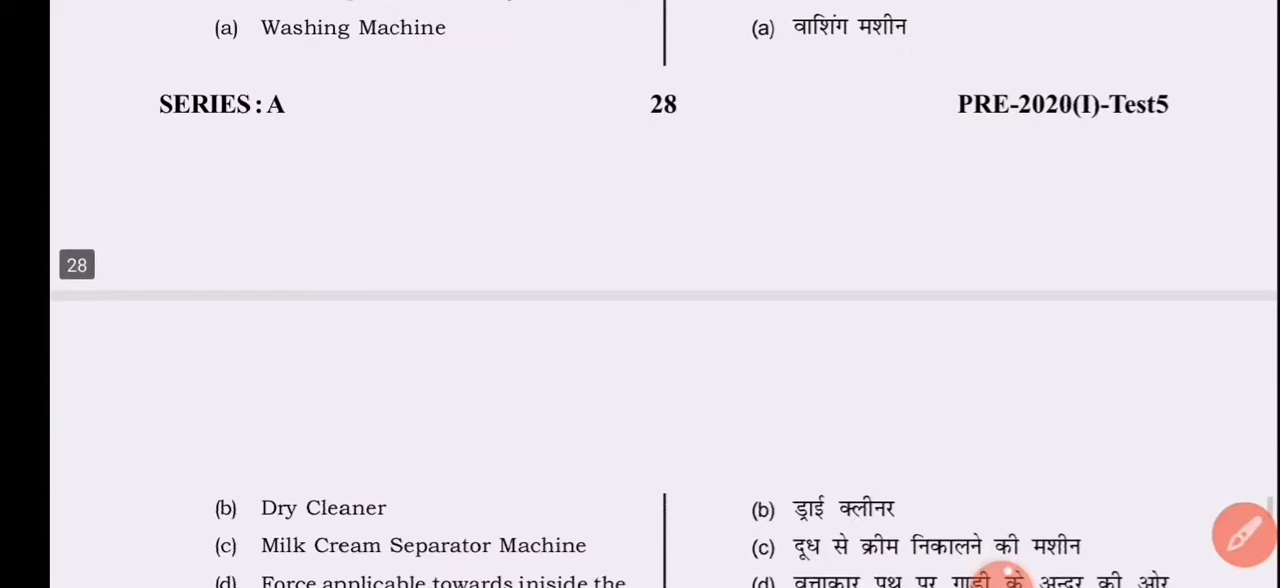 (a) Washing Machine
(a) वाशिंग मशीन
SERIES : A 28 PRE-2020(I)-Test5
28
(b) Dry Cleaner
(c) Milk Cream Separator Machine
(d) Force applicable towards iniside the
(b) ड्राई क्लीनर
(c) दूध से क्रीम निकालने की मशीन
(d) वृत्ताकार पथ पर गाड़ी के अन्दर की ओर